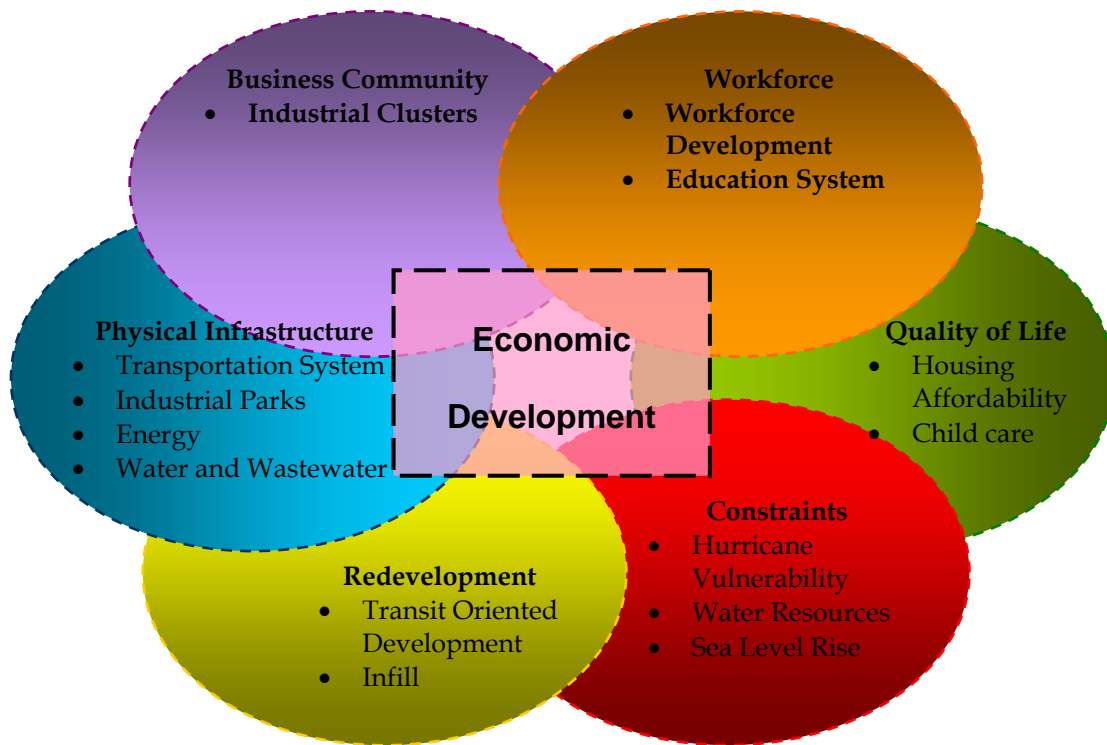 Business Community
• Industrial Clusters
Workforce
• Workforce
Development
• Education System
Physical Infrastructure
• Transportation System
• Industrial Parks
• Energy
• Water and Wastewater
Economic
Development
Quality of Life
• Housing
Affordability
• Child care
Redevelopment
• Transit Oriented
Development
• Infill
Constraints
• Hurricane
Vulnerability
• Water Resources
• Sea Level Rise